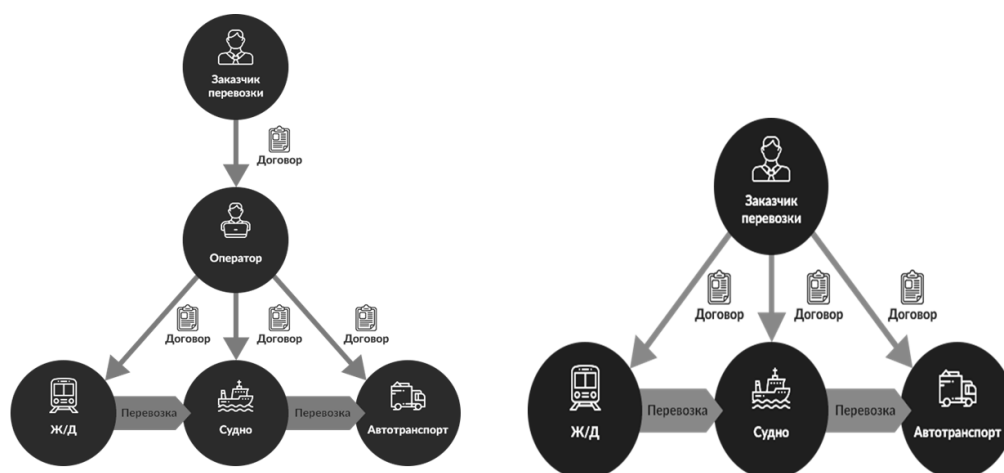 Заказчик
перевозки
Договор
Оператор
Договор
Договор
Договор
Ж/Д
Перевозка
Судно
Перевозка
Автотранспорт
Заказчик
перевозки
Договор
Договор
Договор
Ж/Д
Перевозка
Судно
Перевозка
Автотранспорт